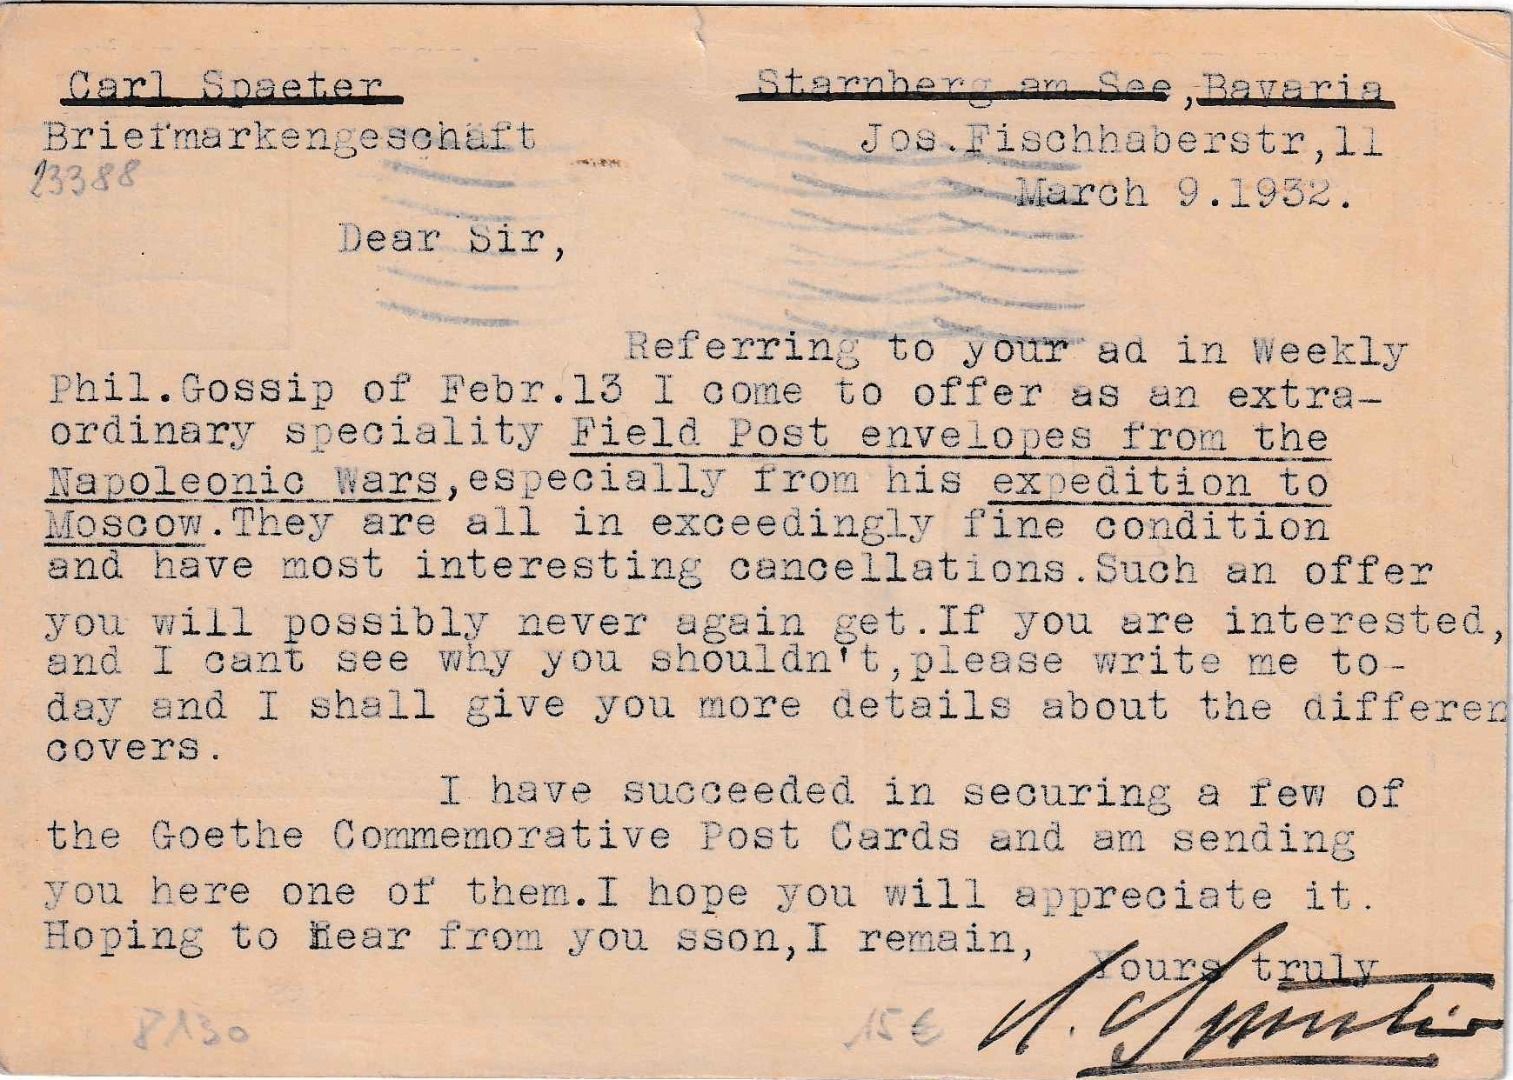 Carl Spaeter
Starnberg am See,Bavaria
Briefmarkengeschäft
Jos.Fischhaberstr,11
23388
March 9.1932.
Dear Sir,
Referring to your ad in Weekly
Phil.Gossip of Febr.13 I come to offer as an extra-
ordinary speciality Field Post envelopes from the
Napoleonic Wars,especially from his expedition to
Moscow.They are all in exceedingly fine condition
and have most interesting cancellations.Such an offer
you will possibly never again get.If you are interested,
and I cant see why you shouldn't,please write me to-
day and I shall give you more details about the differen
covers.
I have succeeded in securing a few of
the Goethe Commemorative Post Cards and am sending
you here one of them.I hope you will appreciate it.
Hoping to hear from you sson,I remain,
Yours truly
8130
15€